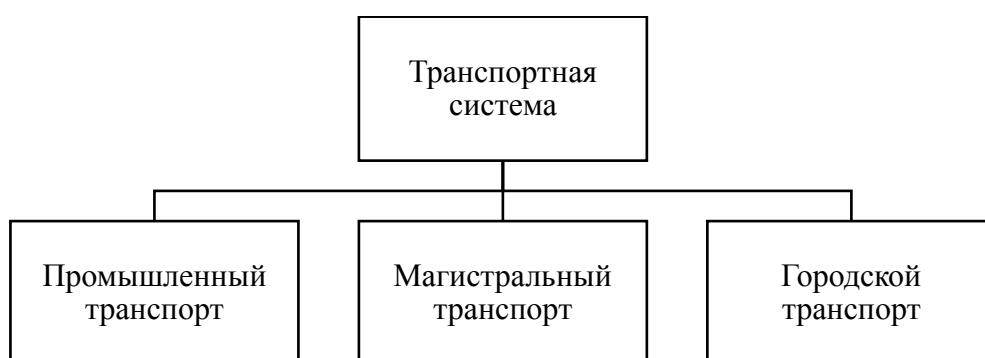 Транспортная
система
Промышленный
транспорт
Магистральный
транспорт
Городской
транспорт